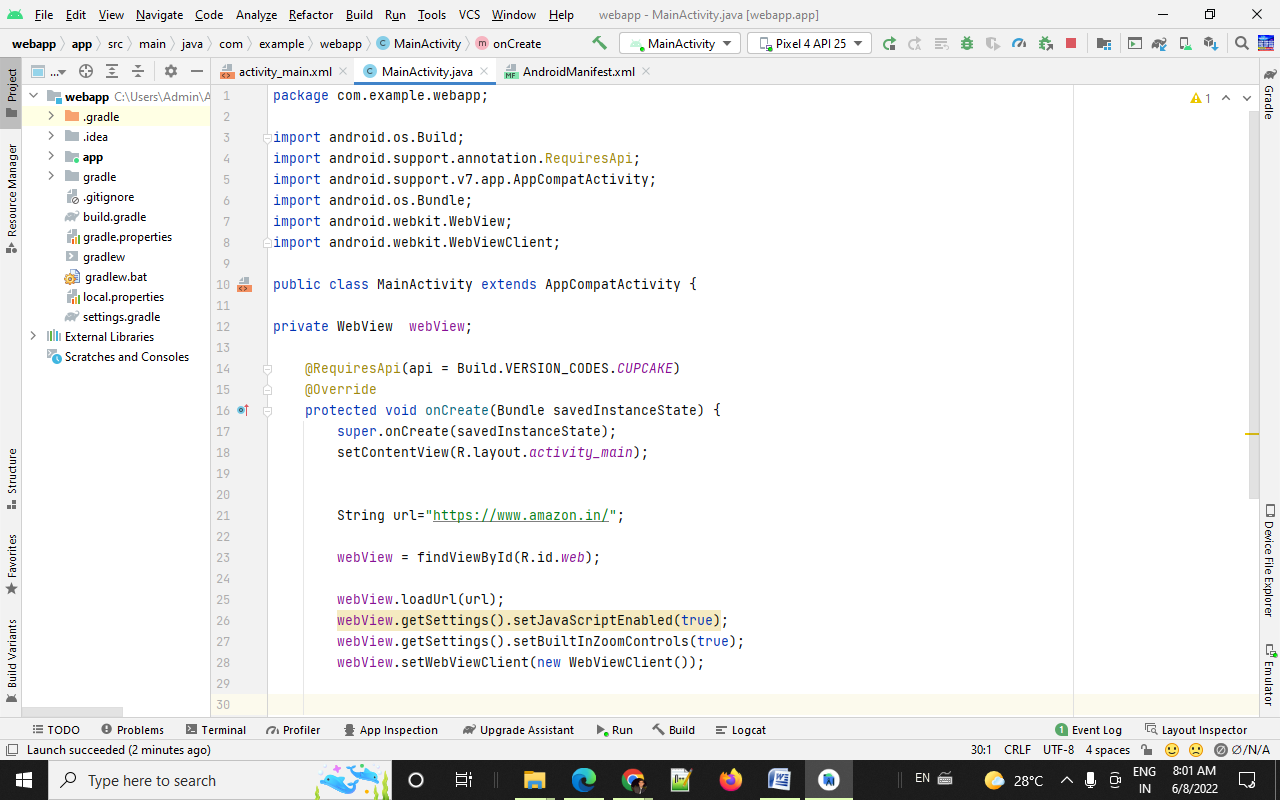 File Edit View Navigate Code Analyze Refactor Build Run Tools VCS Window Help webapp - MainActivity.java [webapp.app]
webapp app src main java com example webapp C MainActivity m onCreate MainActivity Pixel 4 API 25
Project
Resource Manager
Structure
Favorites
Build Variants
... 
webapp C:\Users\Admin\A
.gradle
.idea
app
gradle
.gitignore
build.gradle
gradle.properties
gradlew
gradlew.bat
local.properties
settings.gradle
External Libraries
Scratches and Consoles
activity_main.xml C MainActivity.java MF AndroidManifest.xml
1 package com.example.webapp;
2
3 import android.os.Build;
4 import android.support.annotation.RequiresApi;
5 import android.support.v7.app.AppCompatActivity;
6 import android.os.Bundle;
7 import android.webkit.WebView;
8 import android.webkit.WebViewClient;
9
10 public class MainActivity extends AppCompatActivity {
11
12 private WebView  webView;
13
14 @RequiresApi(api = Build.VERSION_CODES.CUPCAKE)
15 @Override
16 protected void onCreate(Bundle savedInstanceState) {
17 super.onCreate(savedInstanceState);
18 setContentView(R.layout.activity_main);
19
20
21 String url="https://www.amazon.in/";
22
23 webView = findViewById(R.id.web);
24
25 webView.loadUrl(url);
26 webView.getSettings().setJavaScriptEnabled(true);
27 webView.getSettings().setBuiltInZoomControls(true);
28 webView.setWebViewClient(new WebViewClient());
29
30
1
Gradle
Device File Explorer
Emulator
TODO Problems Terminal Profiler App Inspection Upgrade Assistant Run Build Logcat 1 Event Log Layout Inspector
Launch succeeded (2 minutes ago) 30:1 CRLF UTF-8 4 spaces ∅/N/A
Type here to search EN 28°C ENG IN 8:01 AM 6/8/2022